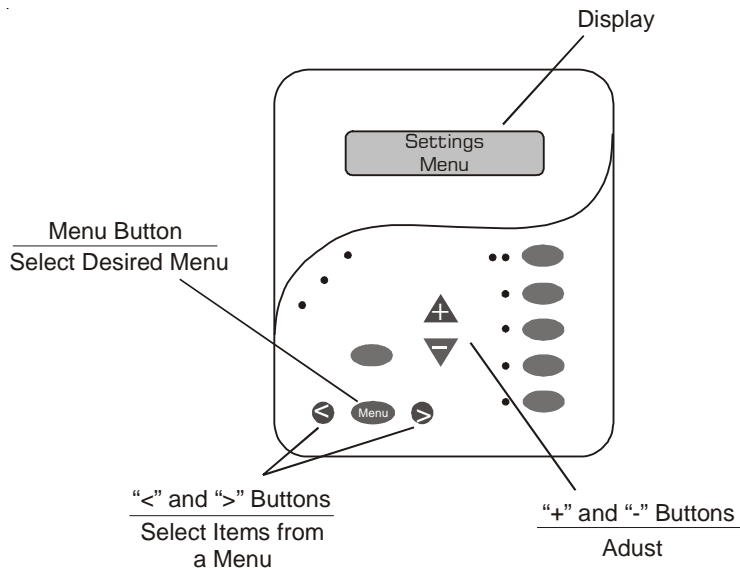 Display
Settings
Menu
Menu Button
Select Desired Menu
+
−
< Menu >
“<” and “>” Buttons
Select Items from
a Menu
“+” and “-” Buttons
Adust